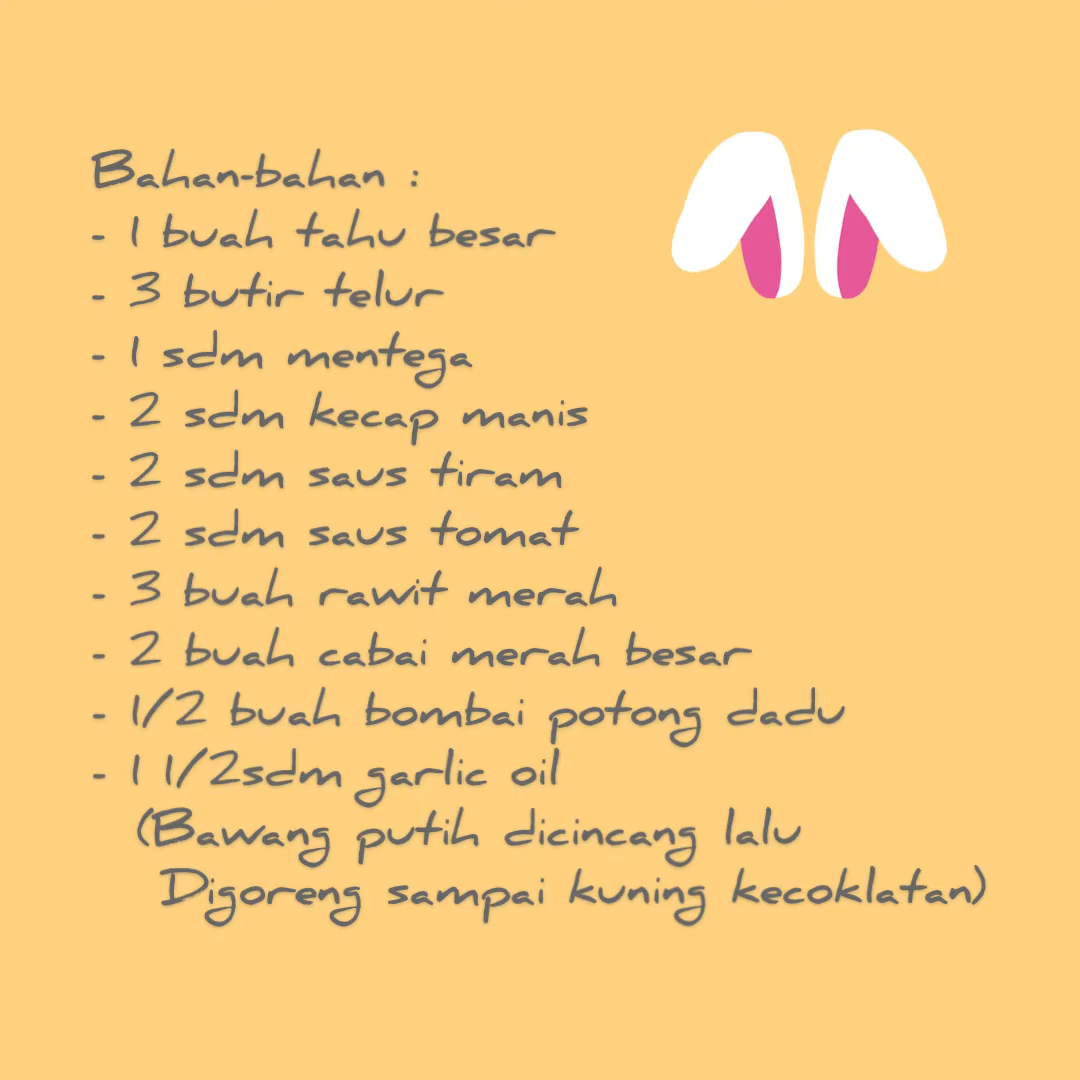 Bahan-bahan :
- 1 buah tahu besar
- 3 butir telur
- 1 sdm mentega
- 2 sdm kecap manis
- 2 sdm saus tiram
- 2 sdm saus tomat
- 3 buah rawit merah
- 2 buah cabai merah besar
- 1/2 buah bombai potong dadu
- 1 1/2sdm garlic oil
(Bawang putih dicincang lalu
Digoreng sampai kuning kecoklatan)